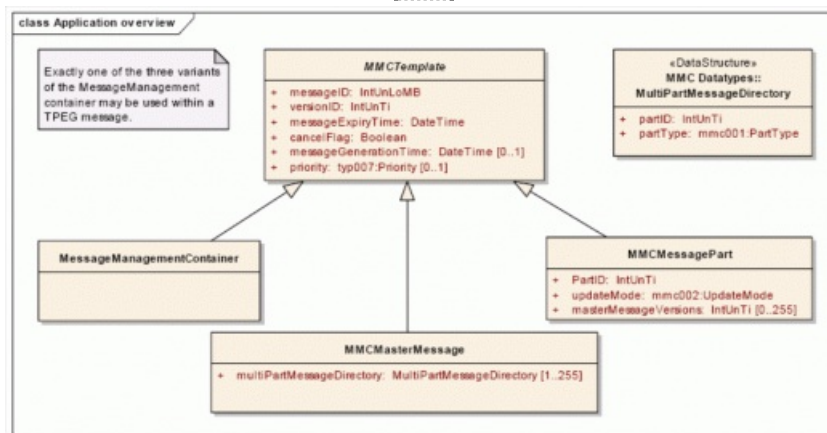 class Application overview
Exactly one of the three variants
of the MessageManagement
container may be used within a
TPEG message.
MMCTemplate
+ messageID: IntUnLoMB
+ versionID: IntUnTi
+ messageExpiryTime: DateTime
+ cancelFlag: Boolean
+ messageGenerationTime: DateTime [0..1]
+ priority: typ007:Priority [0..1]
«DataStructure»
MMC Datatypes::
MultiPartMessageDirectory
+ partID: IntUnTi
+ partType: mmc001:PartType
MessageManagementContainer
MMCMessagePart
+ PartID: IntUnTi
+ updateMode: mmc002:UpdateMode
+ masterMessageVersions: IntUnTi [0..255]
MMCMasterMessage
+ multiPartMessageDirectory: MultiPartMessageDirectory [1..255]